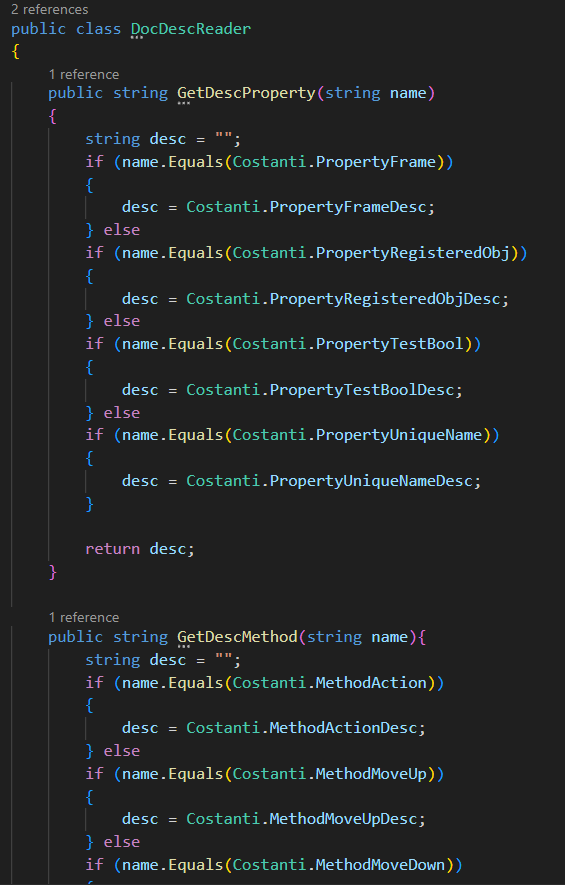 2 references
public class DocDescReader
{
1 reference
public string GetDescProperty(string name)
{
string desc = "";
if (name.Equals(Costanti.PropertyFrame))
{
desc = Costanti.PropertyFrameDesc;
} else
if (name.Equals(Costanti.PropertyRegisteredObj))
{
desc = Costanti.PropertyRegisteredObjDesc;
} else
if (name.Equals(Costanti.PropertyTestBool))
{
desc = Costanti.PropertyTestBoolDesc;
} else
if (name.Equals(Costanti.PropertyUniqueName))
{
desc = Costanti.PropertyUniqueNameDesc;
}
return desc;
}
1 reference
public string GetDescMethod(string name){
string desc = "";
if (name.Equals(Costanti.MethodAction))
{
desc = Costanti.MethodActionDesc;
} else
if (name.Equals(Costanti.MethodMoveUp))
{
desc = Costanti.MethodMoveUpDesc;
} else
if (name.Equals(Costanti.MethodMoveDown))
{